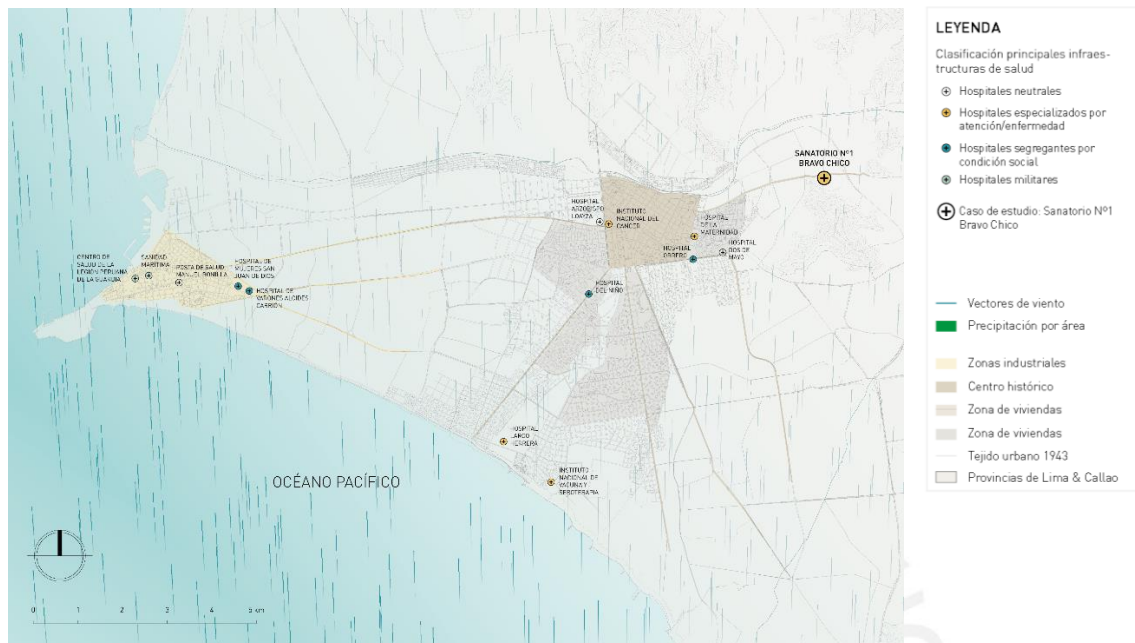 SANATORIO Nº1
BRAVO CHICO
HOSPITAL
ARZOBISPO
LOAYZA
INSTITUTO
NACIONAL DEL
CANCER
HOSPITAL
DE LA
MATERNIDAD
HOSPITAL
OBRERO
HOSPITAL
DOS DE
MAYO
CENTRO DE
SALUD DE LA
LEGION PERUANA
DE LA GUARDIA
SANIDAD
MARITIMA
POSTA DE SALUD
MANUEL BONILLA
HOSPITAL DE
MUJERES SAN
JUAN DE DIOS
HOSPITAL DE
VARONES ALCIDES
CARRIÓN
HOSPITAL
DEL NIÑO
HOSPITAL
LARCO
HERRERA
INSTITUTO
NACIONAL DE
VACUNA Y
SEROTERAPIA
OCÉANO PACÍFICO
0 1 2 3 4 5 km
LEYENDA
Clasificación principales infraes-
tructuras de salud
Hospitales neutrales
Hospitales especializados por
atención/enfermedad
Hospitales segregantes por
condición social
Hospitales militares
Caso de estudio: Sanatorio Nº1
Bravo Chico
Vectores de viento
Precipitación por área
Zonas industriales
Centro histórico
Zona de viviendas
Zona de viviendas
Tejido urbano 1943
Provincias de Lima & Callao